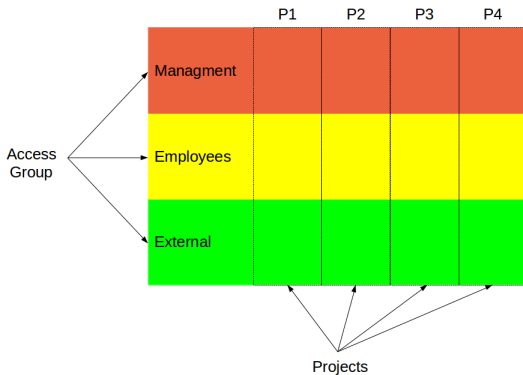 P1 P2 P3 P4
Managment
Access
Group
Employees
External
Projects